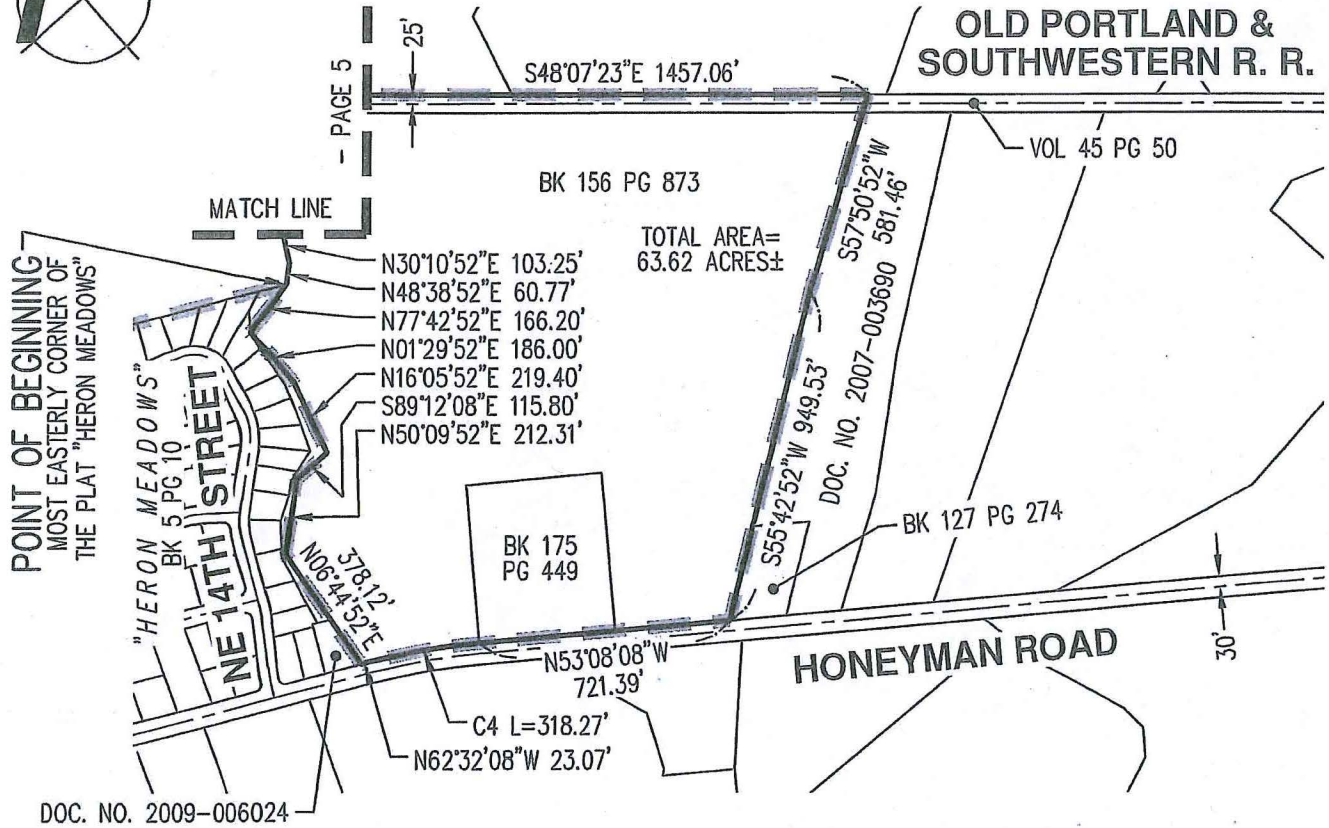 OLD PORTLAND &
SOUTHWESTERN R. R.
25'
S48°07'23"E 1457.06'
- PAGE 5
VOL 45 PG 50
BK 156 PG 873
MATCH LINE
TOTAL AREA=
63.62 ACRES±
S57°50'52"W
581.46'
POINT OF BEGINNING
MOST EASTERLY CORNER OF
THE PLAT "HERON MEADOWS"
N30°10'52"E 103.25'
N48°38'52"E 60.77'
N77°42'52"E 166.20'
N01°29'52"E 186.00'
N16°05'52"E 219.40'
S89°12'08"E 115.80'
N50°09'52"E 212.31'
"HERON MEADOWS"
BK 5 PG 10
NE 14TH STREET
S55°42'52"W 949.53'
DOC. NO. 2007-003690
BK 127 PG 274
BK 175
PG 449
378.12'
N06°44'52"E
30'
HONEYMAN ROAD
N53°08'08"W
721.39'
C4 L=318.27'
N62°32'08"W 23.07'
DOC. NO. 2009-006024